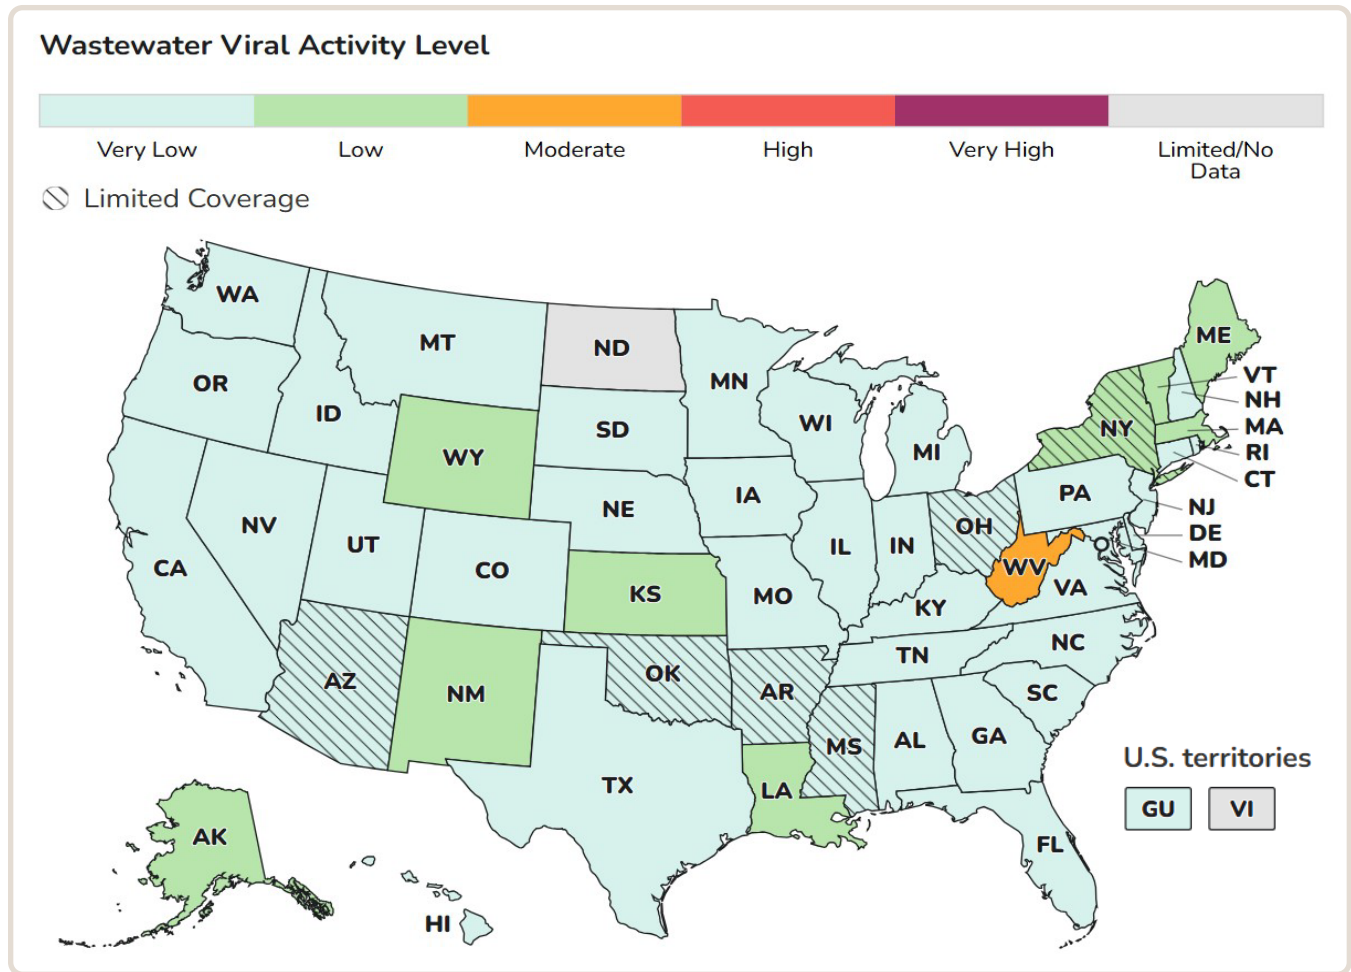 Wastewater Viral Activity Level
Very Low
Low
Moderate
High
Very High
Limited/No
Data
Limited Coverage
WA
MT
ND
ME
OR
ID
MN
VT
NH
SD
WI
NY
MA
WY
MI
RI
CT
NE
IA
PA
NV
UT
IL
IN
OH
NJ
DE
CA
CO
WV
MD
KS
MO
KY
VA
AZ
NM
OK
AR
TN
NC
SC
MS
AL
GA
TX
LA
U.S. territories
GU
VI
AK
FL
HI